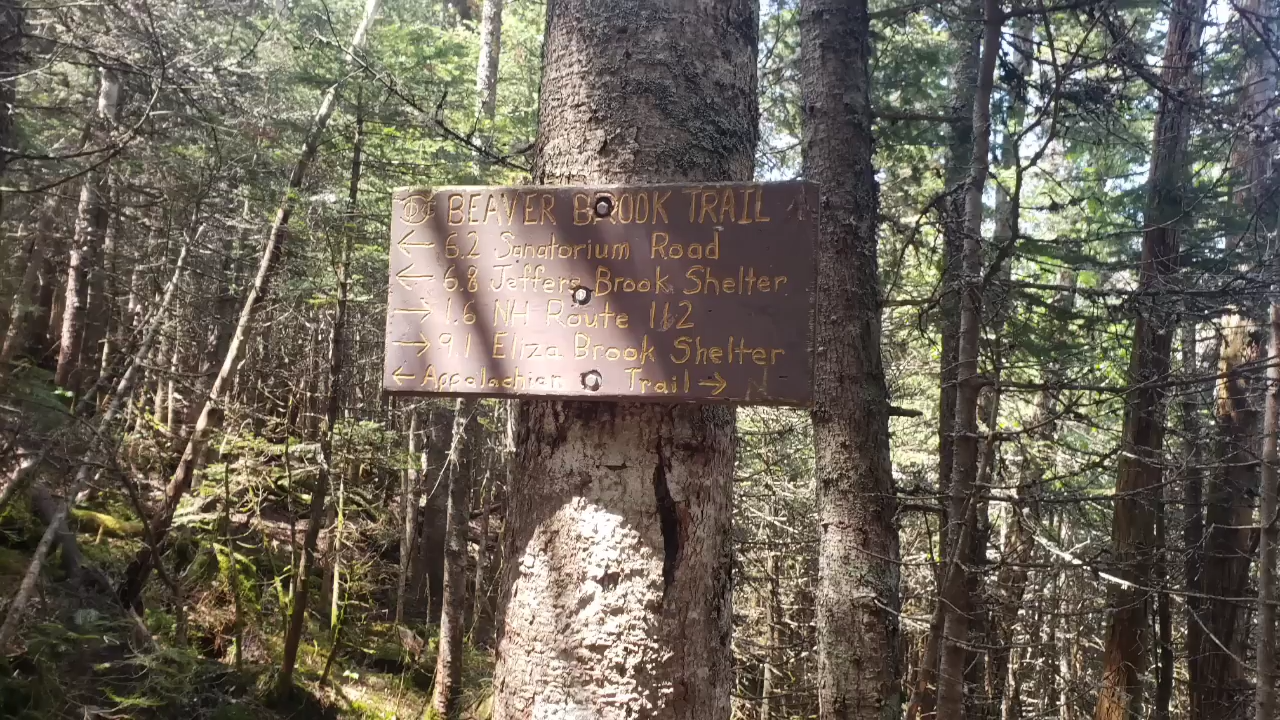 BEAVER BROOK TRAIL
← 6.2 Sanatorium Road
← 6.8 Jeffers Brook Shelter
→ 1.6 NH Route 112
→ 9.1 Eliza Brook Shelter
← Appalachian Trail → N